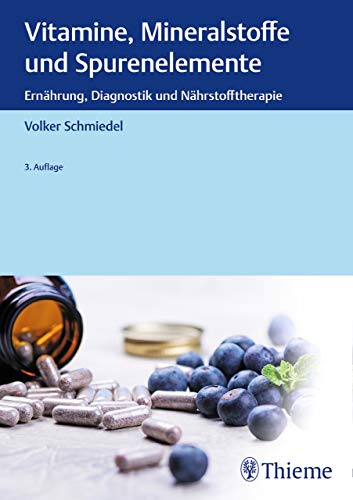 Vitamine, Mineralstoffe
und Spurenelemente
Ernährung, Diagnostik und Nährstofftherapie
Volker Schmiedel
3. Auflage
Thieme